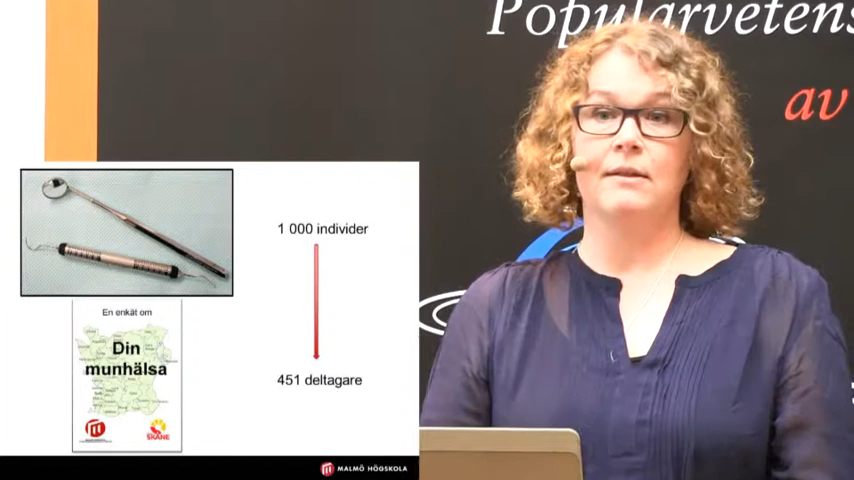 Populärvetens
av
1 000 individer
451 deltagare
En enkät om
Din
munhälsa
SKÅNE
MALMÖ HÖGSKOLA